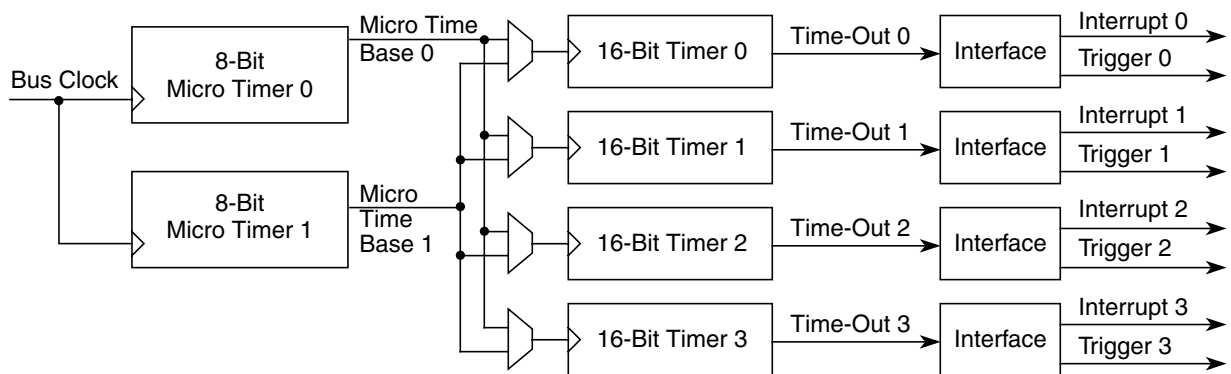 Bus Clock
8-Bit
Micro Timer 0
Micro Time
Base 0
16-Bit Timer 0
Time-Out 0
Interface
Interrupt 0
Trigger 0
16-Bit Timer 1
Time-Out 1
Interface
Interrupt 1
Trigger 1
8-Bit
Micro Timer 1
Micro
Time
Base 1
16-Bit Timer 2
Time-Out 2
Interface
Interrupt 2
Trigger 2
16-Bit Timer 3
Time-Out 3
Interface
Interrupt 3
Trigger 3